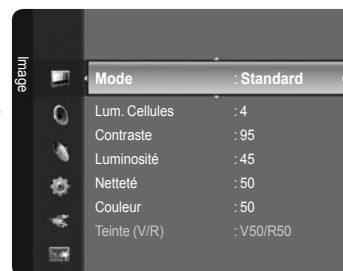 Image
Mode : Standard
Lum. Cellules : 4
Contraste : 95
Luminosité : 45
Netteté : 50
Couleur : 50
Teinte (V/R) : V50/R50